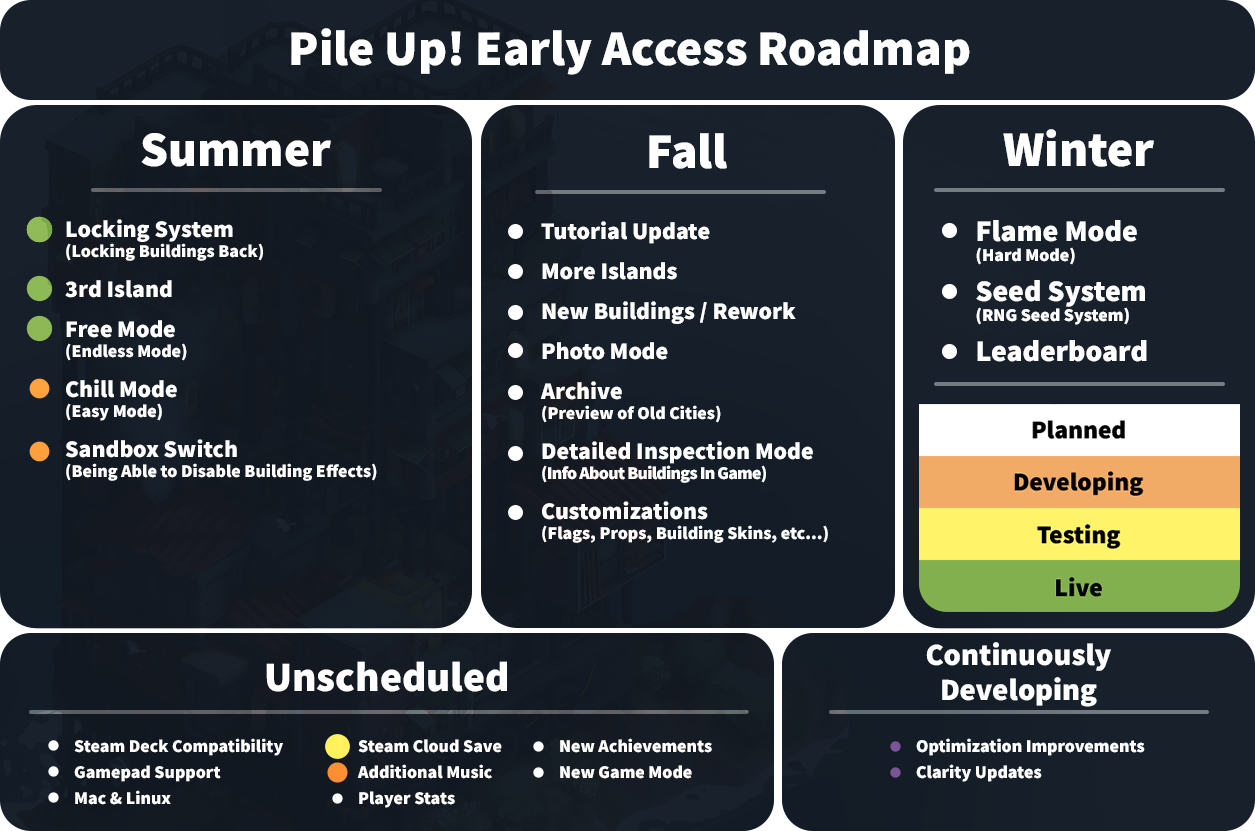 Pile Up! Early Access Roadmap
Summer
Locking System
(Locking Buildings Back)
3rd Island
Free Mode
(Endless Mode)
Chill Mode
(Easy Mode)
Sandbox Switch
(Being Able to Disable Building Effects)
Fall
Tutorial Update
More Islands
New Buildings / Rework
Photo Mode
Archive
(Preview of Old Cities)
Detailed Inspection Mode
(Info About Buildings In Game)
Customizations
(Flags, Props, Building Skins, etc...)
Winter
Flame Mode
(Hard Mode)
Seed System
(RNG Seed System)
Leaderboard
Planned
Developing
Testing
Live
Unscheduled
Steam Deck Compatibility
Gamepad Support
Mac & Linux
Steam Cloud Save
Additional Music
Player Stats
New Achievements
New Game Mode
Continuously
Developing
Optimization Improvements
Clarity Updates